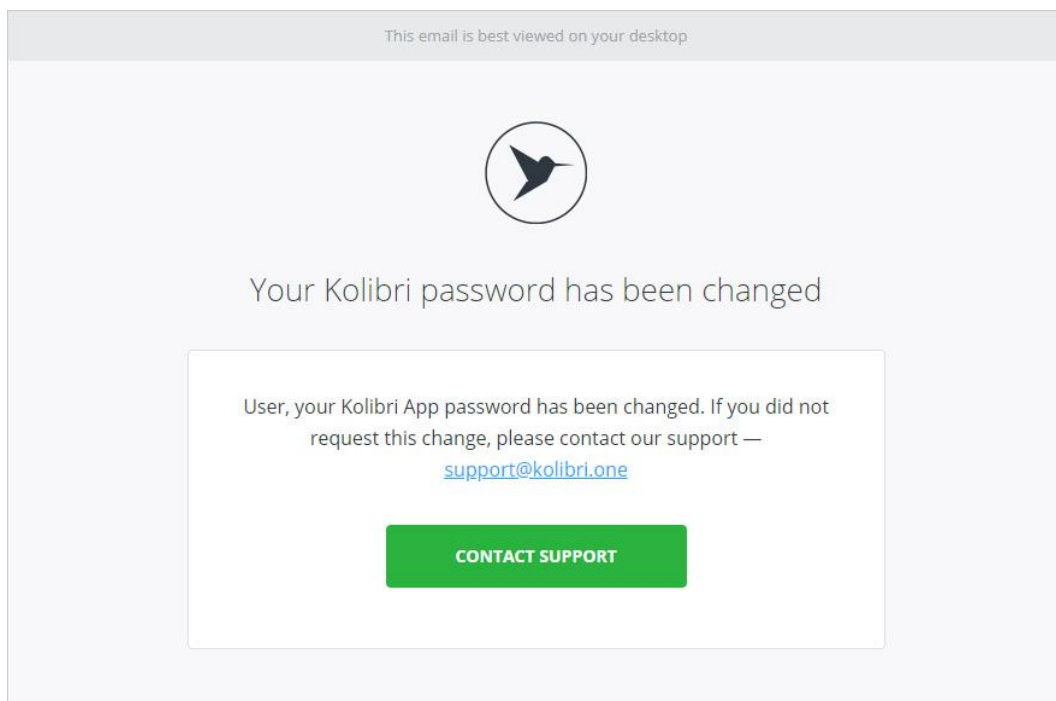 This email is best viewed on your desktop
Your Kolibri password has been changed
User, your Kolibri App password has been changed. If you did not
request this change, please contact our support —
support@kolibri.one
CONTACT SUPPORT